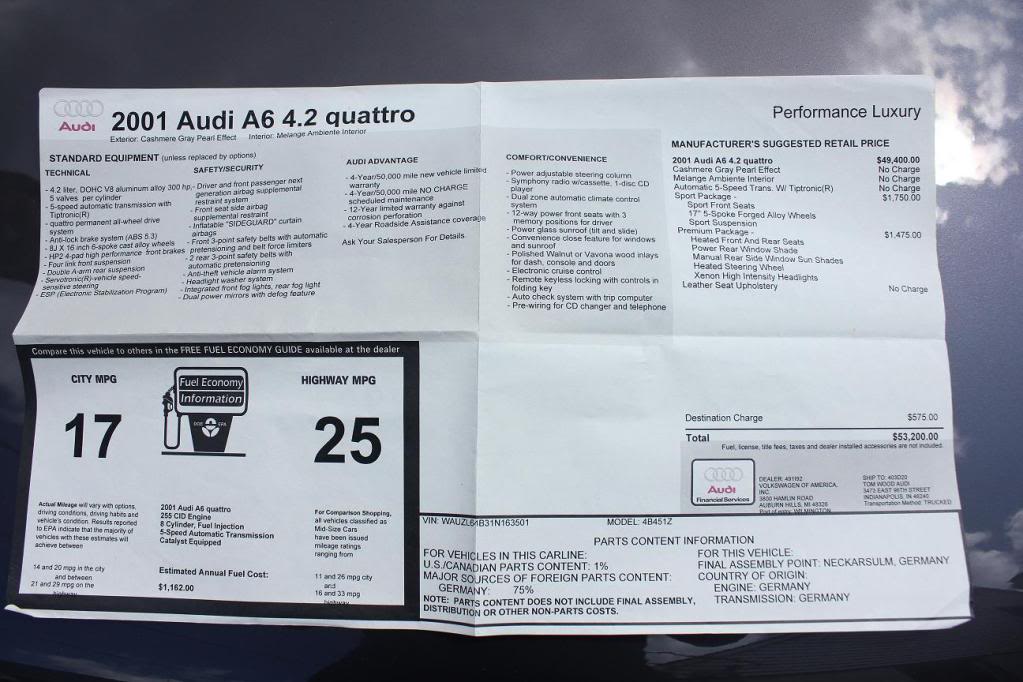 Audi
2001 Audi A6 4.2 quattro
Exterior: Cashmere Gray Pearl Effect Interior: Melange Ambiente Interior
Performance Luxury
STANDARD EQUIPMENT (unless replaced by options)
TECHNICAL
- 4.2 liter, DOHC V8 aluminum alloy 300 hp,
5 valves per cylinder
- 5-speed automatic transmission with
Tiptronic(R)
- quattro permanent all-wheel drive
system
- Anti-lock brake system (ABS 5.3)
- 8J X 16 inch 6-spoke cast alloy wheels
- HP2 4-pad high performance front brakes
- Four link front suspension
- Double A-arm rear suspension
- Servotronic(R)-vehicle speed-
sensitive steering
- ESP (Electronic Stabilization Program)
SAFETY/SECURITY
- Driver and front passenger next
generation airbag supplemental
restraint system
- Front seat side airbag
supplemental restraint
- Inflatable "SIDEGUARD" curtain
airbags
- Front 3-point safety belts with automatic
pretensioning and belt force limiters
- 2 rear 3-point safety belts with
automatic pretensioning
- Anti-theft vehicle alarm system
- Headlight washer system
- Integrated front fog lights, rear fog light
- Dual power mirrors with defog feature
AUDI ADVANTAGE
- 4-Year/50,000 mile new vehicle limited
warranty
- 4-Year/50,000 mile NO CHARGE
scheduled maintenance
- 12-Year limited warranty against
corrosion perforation
- 4-Year Roadside Assistance coverage
Ask Your Salesperson For Details
COMFORT/CONVENIENCE
- Power adjustable steering column
- Symphony radio w/cassette, 1-disc CD
player
- Dual zone automatic climate control
system
- 12-way power front seats with 3
memory positions for driver
- Power glass sunroof (tilt and slide)
- Convenience close feature for windows
and sunroof
- Polished Walnut or Vavona wood inlays
for dash, console and doors
- Electronic cruise control
- Remote keyless locking with controls in
folding key
- Auto check system with trip computer
- Pre-wiring for CD changer and telephone
MANUFACTURER'S SUGGESTED RETAIL PRICE
2001 Audi A6 4.2 quattro $49,400.00
Cashmere Gray Pearl Effect No Charge
Melange Ambiente Interior No Charge
Automatic 5-Speed Trans. W/ Tiptronic(R) No Charge
Sport Package - $1,750.00
Sport Front Seats
17" 5-Spoke Forged Alloy Wheels
Sport Suspension
Premium Package - $1,475.00
Heated Front And Rear Seats
Power Rear Window Shade
Manual Rear Side Window Sun Shades
Heated Steering Wheel
Xenon High Intensity Headlights
Leather Seat Upholstery No Charge
Destination Charge $575.00
Total $53,200.00
Fuel, license, title fees, taxes and dealer installed accessories are not included.
Audi
Financial Services
DEALER: 491I92
VOLKSWAGEN OF AMERICA,
INC.
3800 HAMLIN ROAD
AUBURN HILLS, MI 48326
Port of entry: WILMINGTON
SHIP TO: 403D20
TOM WOOD AUDI
3473 EAST 96TH STREET
INDIANAPOLIS, IN 46240
Transportation Method: TRUCKED
Compare this vehicle to others in the FREE FUEL ECONOMY GUIDE available at the dealer
CITY MPG
17
Fuel Economy
Information
DOE EPA
HIGHWAY MPG
25
Actual Mileage will vary with options,
driving conditions, driving habits and
vehicle's condition. Results reported
to EPA indicate that the majority of
vehicles with these estimates will
achieve between
14 and 20 mpg in the city
and between
21 and 29 mpg on the
highway
2001 Audi A6 quattro
255 CID Engine
8 Cylinder, Fuel Injection
5-Speed Automatic Transmission
Catalyst Equipped
Estimated Annual Fuel Cost:
$1,162.00
For Comparison Shopping,
all vehicles classified as
Mid-Size Cars
have been issued
mileage ratings
ranging from
11 and 26 mpg city
and
16 and 33 mpg
highway
VIN: WAUZL64B31N163501 MODEL: 4B451Z
PARTS CONTENT INFORMATION
FOR VEHICLES IN THIS CARLINE:
U.S./CANADIAN PARTS CONTENT: 1%
MAJOR SOURCES OF FOREIGN PARTS CONTENT:
GERMANY: 75%
NOTE: PARTS CONTENT DOES NOT INCLUDE FINAL ASSEMBLY,
DISTRIBUTION OR OTHER NON-PARTS COSTS.
FOR THIS VEHICLE:
FINAL ASSEMBLY POINT: NECKARSULM, GERMANY
COUNTRY OF ORIGIN:
ENGINE: GERMANY
TRANSMISSION: GERMANY